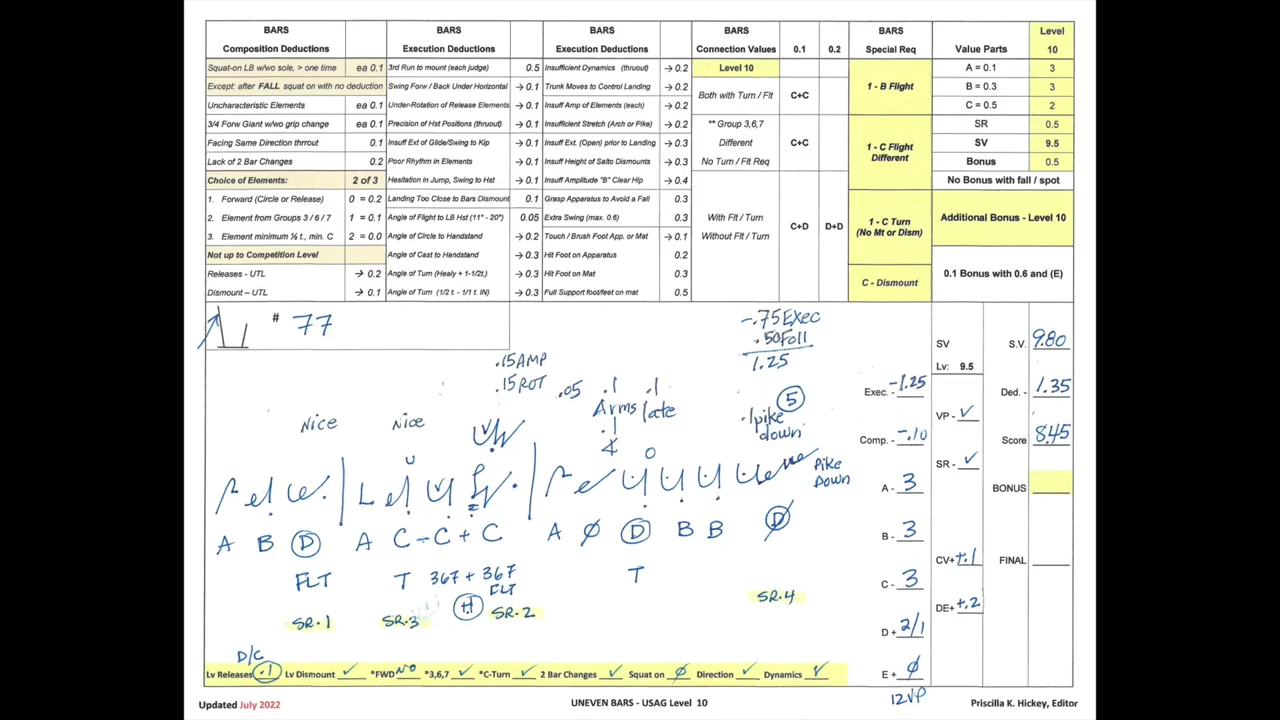 BARS BARS BARS BARS BARS Level
Composition Deductions Execution Deductions Execution Deductions Connection Values 0.1 0.2 Special Req Value Parts 10
Squat-on LB w/wo sole, > one time ea 0.1 3rd Run to mount (each judge) 0.5 Insufficient Dynamics (thruout) → 0.2 Level 10 A = 0.1 3
Except: after FALL squat on with no deduction Swing Forw / Back Under Horizontal → 0.1 Trunk Moves to Control Landing → 0.2 1 - B Flight B = 0.3 3
Uncharacteristic Elements ea 0.1 Under-Rotation of Release Elements → 0.1 Insuff Amp of Elements (each) → 0.2 Both with Turn / Flt C+C C = 0.5 2
3/4 Forw Giant w/wo grip change ea 0.1 Precision of Hst Positions (thruout) → 0.1 Insufficient Stretch (Arch or Pike) → 0.2 ** Group 3,6,7 SR 0.5
Facing Same Direction thrrout 0.1 Insuff Ext of Glide/Swing to Kip → 0.1 Insuff Ext. (Open) prior to Landing → 0.3 Different C+C 1 - C Flight Different SV 9.5
Lack of 2 Bar Changes 0.2 Poor Rhythm in Elements → 0.1 Insuff Height of Salto Dismounts → 0.3 No Turn / Flt Req Bonus 0.5
Choice of Elements: 2 of 3 Hesitation in Jump, Swing to Hst → 0.1 Insuff Amplitude "B" Clear Hip → 0.4 No Bonus with fall / spot
1. Forward (Circle or Release) 0 = 0.2 Landing Too Close to Bars Dismount 0.1 Grasp Apparatus to Avoid a Fall 0.3
2. Element from Groups 3 / 6 / 7 1 = 0.1 Angle of Flight to LB Hst (11° - 20°) 0.05 Extra Swing (max. 0.6) 0.3 With Flt / Turn C+D D+D 1 - C Turn Additional Bonus - Level 10
3. Element minimum ½ t., min. C 2 = 0.0 Angle of Circle to Handstand → 0.2 Touch / Brush Foot App. or Mat → 0.1 Without Flt / Turn (No Mt or Dism)
Not up to Competition Level Angle of Cast to Handstand → 0.3 Hit Foot on Apparatus 0.2
Releases - UTL → 0.2 Angle of Turn (Healy + 1-1/2t.) → 0.3 Hit Foot on Mat 0.3 C - Dismount 0.1 Bonus with 0.6 and (E)
Dismount – UTL → 0.1 Angle of Turn (1/2 t. - 1/1 t. IN) → 0.3 Full Support foot/feet on mat 0.5
# 77
-.75 Exec
.50 Fall
1.25
SV S.V. 9.80
Lv: 9.5
.15 AMP
.15 ROT .05 .1 .1
Exec. - -1.25 Ded. - 1.35
Arms late 5
Nice Nice .1 .1 pike down
VP - ✓
Comp. - -.10 Score 8.45
SR - ✓
Pike Down
A - 3 BONUS
A B D A C - C + C A Ø D B B D
B - 3
CV+ +.1 FINAL
FLT T 367 + 367 T
FLT
C - 3
SR.1 SR.3 +.1 SR.2 SR.4
DE+ +.2
D + 2/1
D/C
Lv Releases .1 Lv Dismount ✓ *FWD NO *3,6,7 ✓ *C-Turn ✓ 2 Bar Changes ✓ Squat on Ø Direction ✓ Dynamics ✓ E + Ø
12VP
Updated July 2022 UNEVEN BARS - USAG Level 10 Priscilla K. Hickey, Editor